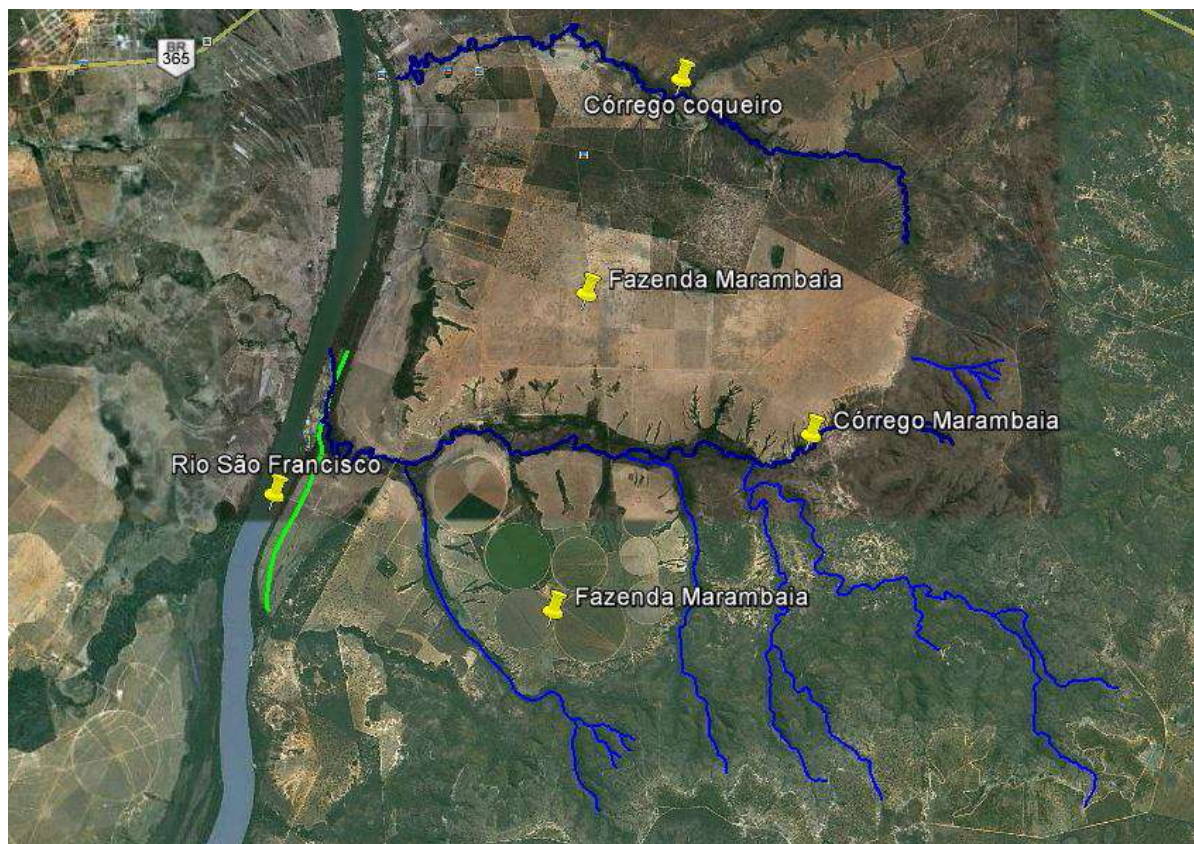 BR
365
Córrego coqueiro
Fazenda Marambaia
Córrego Marambaia
Rio São Francisco
Fazenda Marambaia